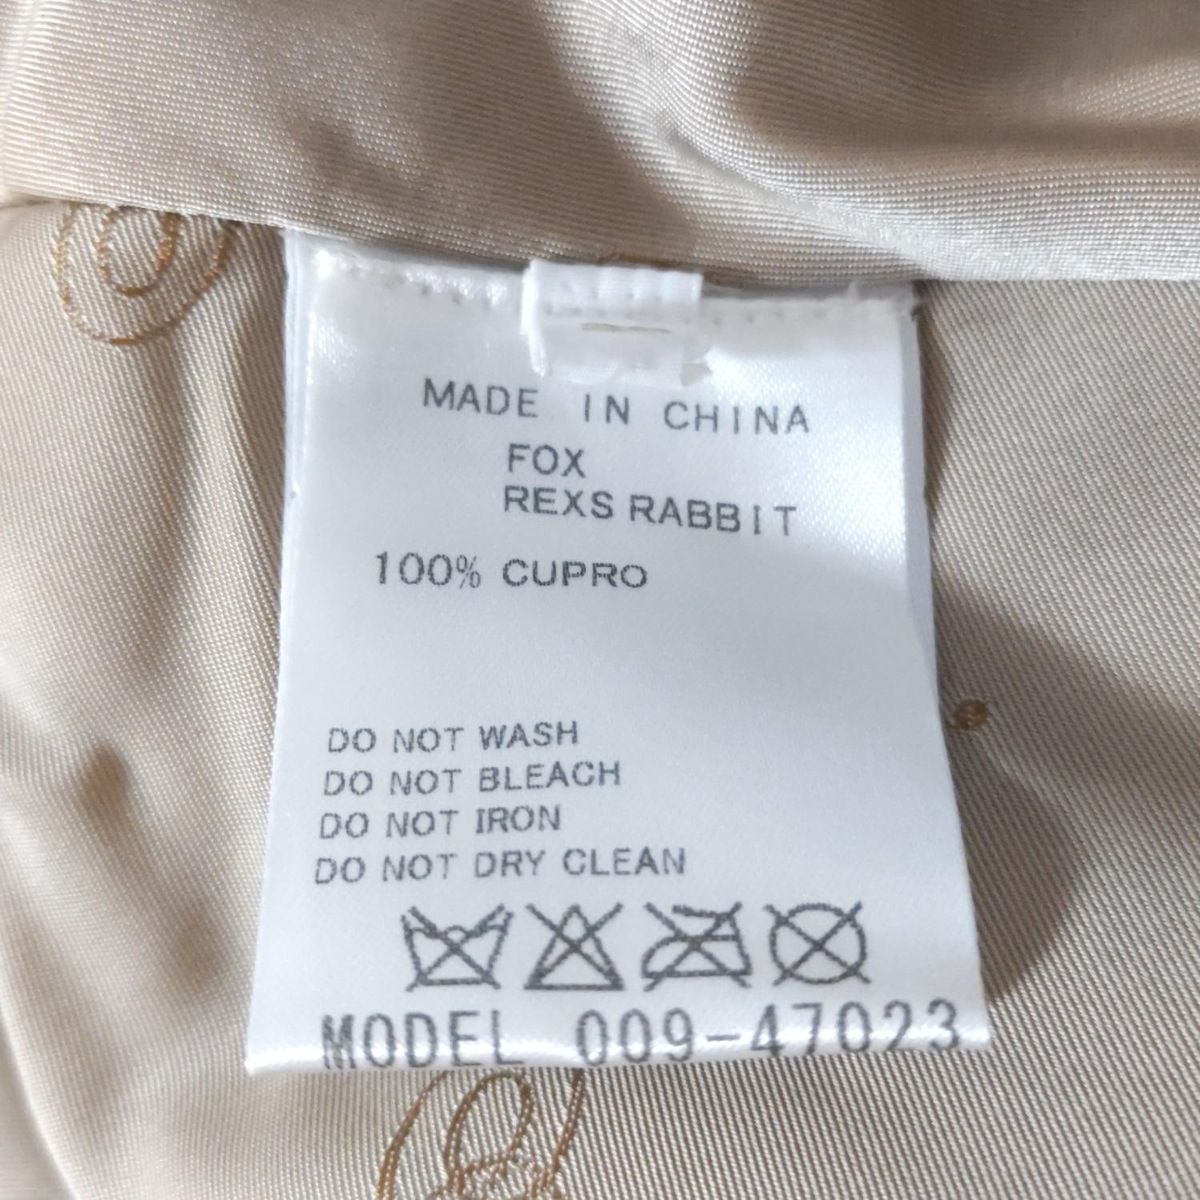 MADE IN CHINA
FOX
REXS RABBIT
100% CUPRO
DO NOT WASH
DO NOT BLEACH
DO NOT IRON
DO NOT DRY CLEAN
MODEL 009-47023